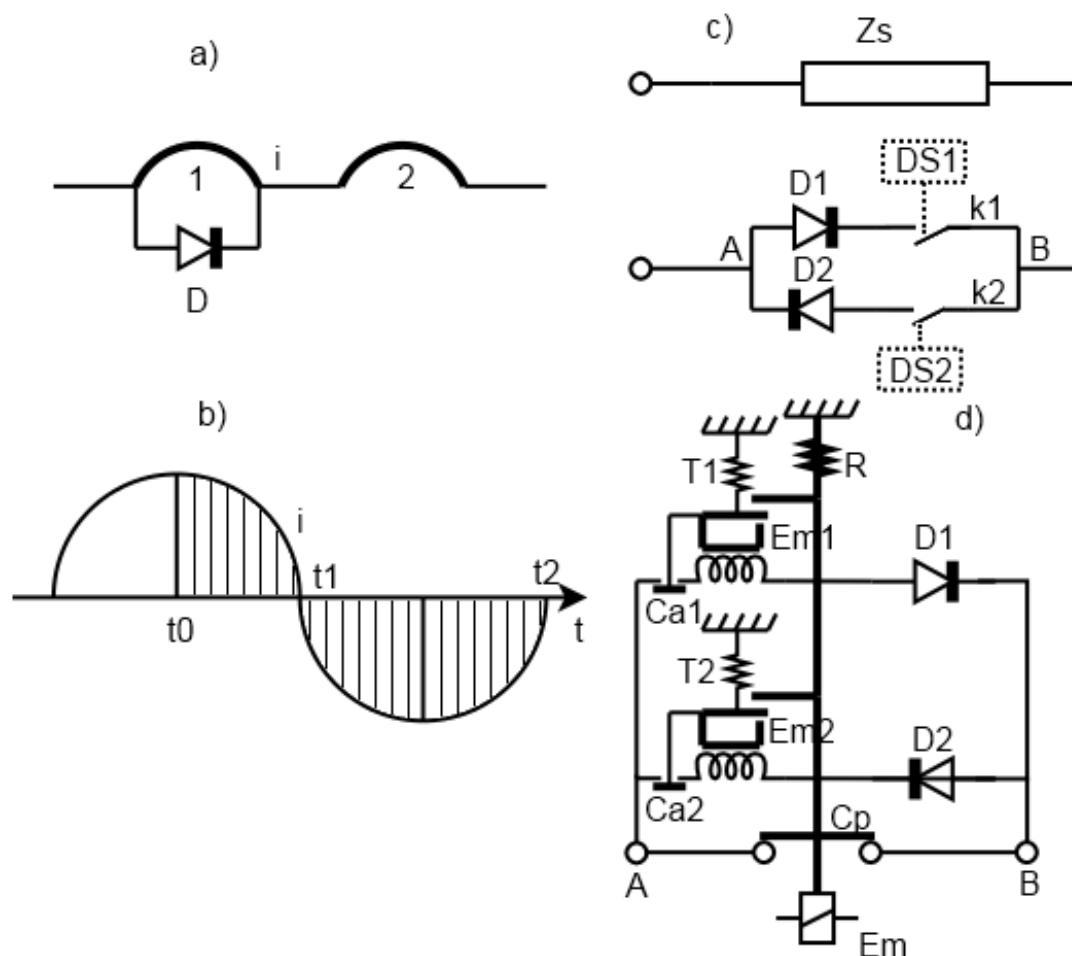 a)
1
i
2
D
c)
Zs
DS1
D1
k1
A
B
D2
k2
DS2
b)
i
t1
t2
t0
t
d)
T1
R
Em1
D1
Ca1
T2
Em2
D2
Ca2
Cp
A
B
Em